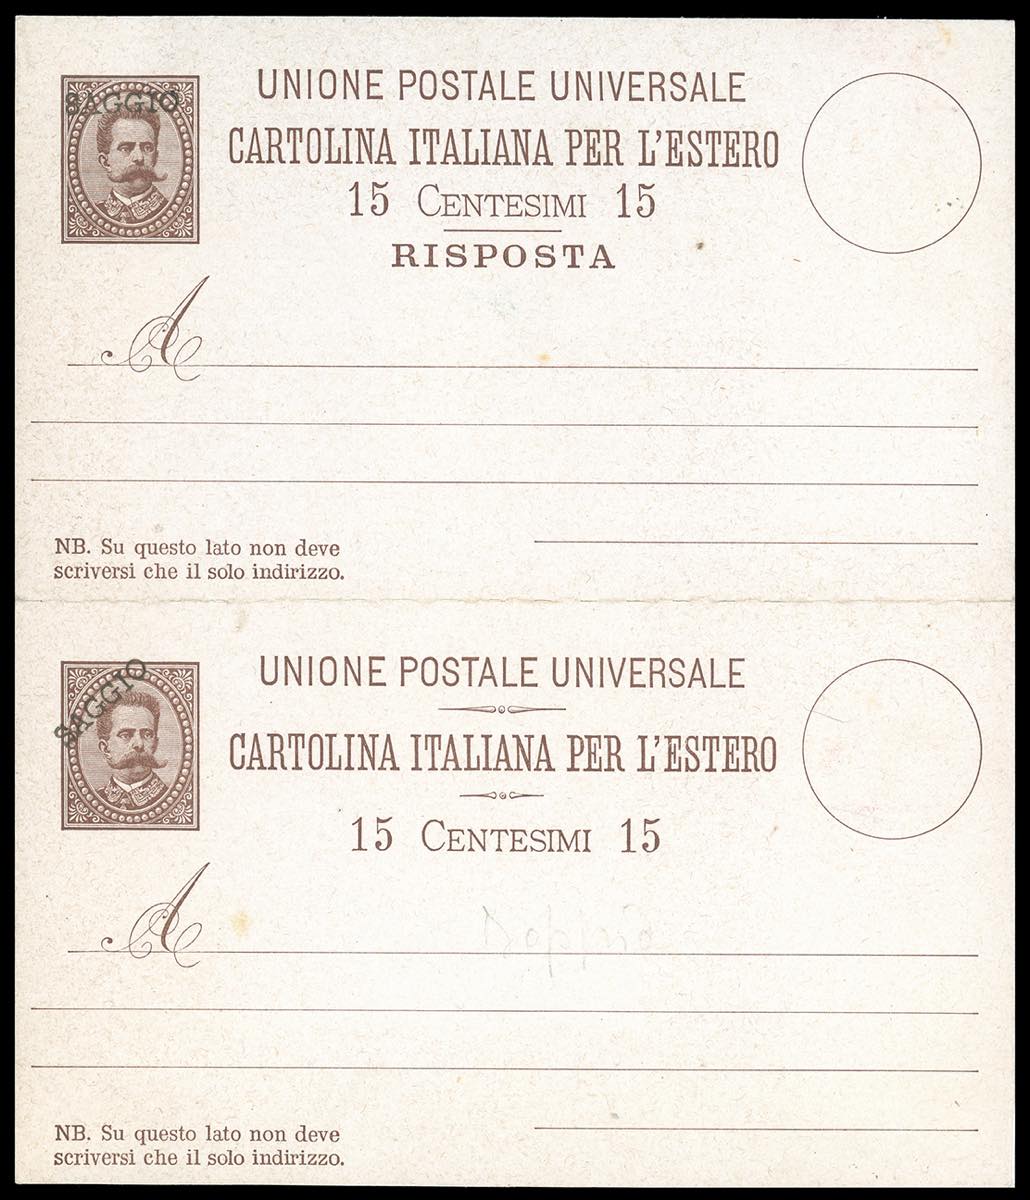 SAGGIO
UNIONE POSTALE UNIVERSALE
CARTOLINA ITALIANA PER L'ESTERO
15 CENTESIMI 15
RISPOSTA
A
NB. Su questo lato non deve
scriversi che il solo indirizzo.
SAGGIO
UNIONE POSTALE UNIVERSALE
CARTOLINA ITALIANA PER L'ESTERO
15 CENTESIMI 15
A
NB. Su questo lato non deve
scriversi che il solo indirizzo.